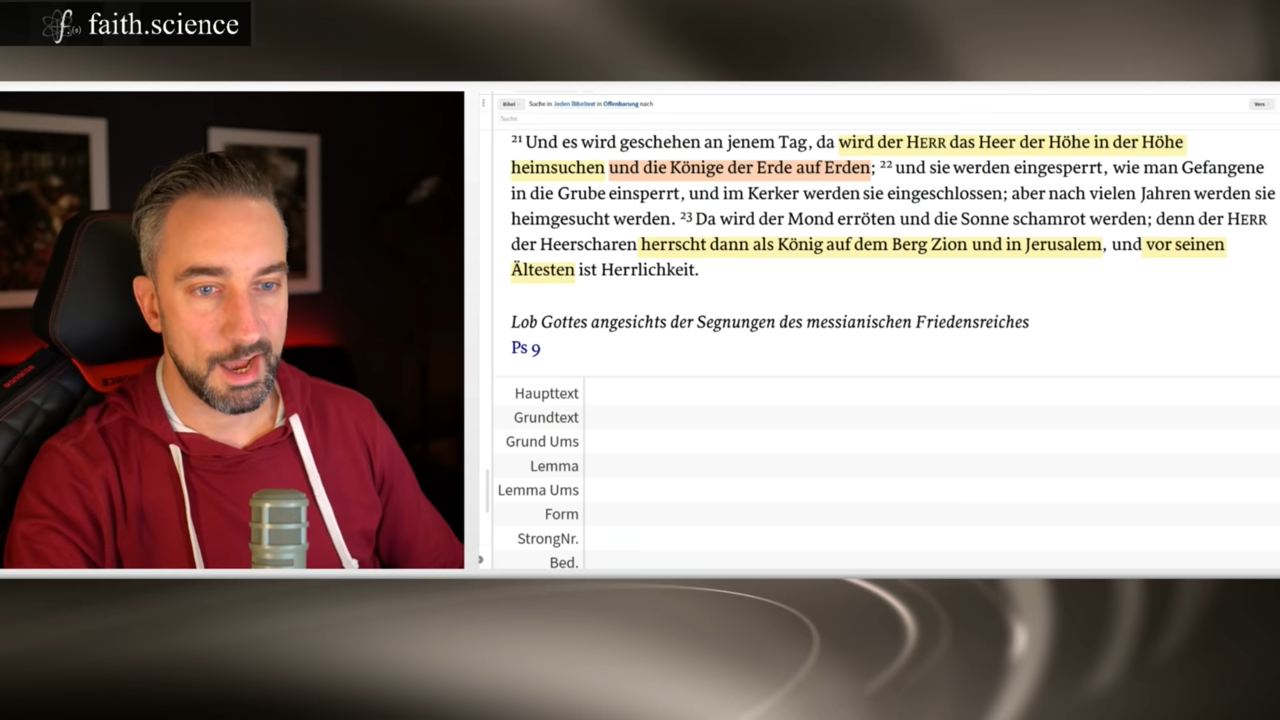 faith.science
Bibel
Suche in Jeden Bibeltext in Offenbarung nach
Vers
Suche
21 Und es wird geschehen an jenem Tag, da wird der HERR das Heer der Höhe in der Höhe
heimsuchen und die Könige der Erde auf Erden; 22 und sie werden eingesperrt, wie man Gefangene
in die Grube einsperrt, und im Kerker werden sie eingeschlossen; aber nach vielen Jahren werden sie
heimgesucht werden. 23 Da wird der Mond erröten und die Sonne schamrot werden; denn der HERR
der Heerscharen herrscht dann als König auf dem Berg Zion und in Jerusalem, und vor seinen
Ältesten ist Herrlichkeit.
Lob Gottes angesichts der Segnungen des messianischen Friedensreiches
Ps 9
Haupttext
Grundtext
Grund Ums
Lemma
Lemma Ums
Form
StrongNr.
Bed.